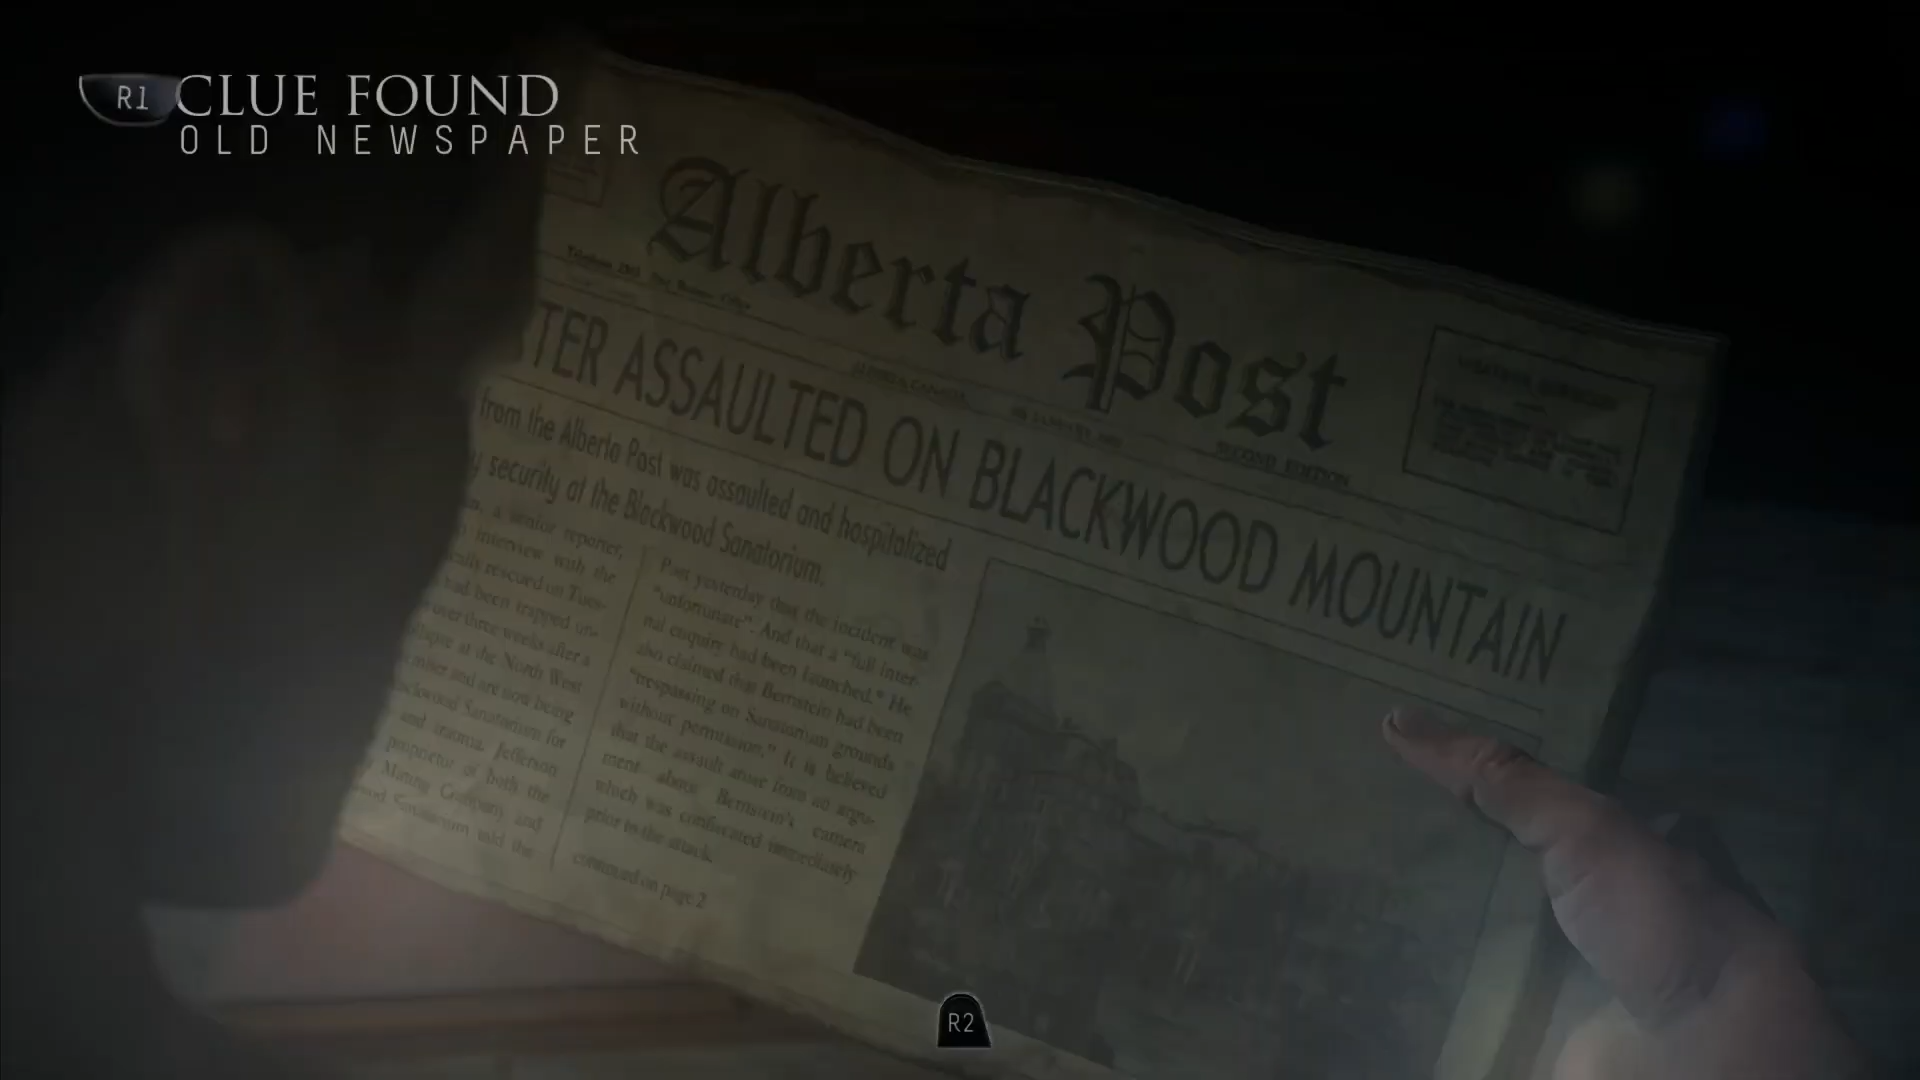 R1 CLUE FOUND
OLD NEWSPAPER
Alberta Post
SECOND EDITION
TER ASSAULTED ON BLACKWOOD MOUNTAIN
from the Alberta Post was assaulted and hospitalized
y security at the Blackwood Sanatorium.
a senior reporter,
interview with the
cally rescued on Tues-
had been trapped un-
over three weeks after a
at the North West
and are now being
Sanatorium for
and trauma. Jefferson
proprietor of both the
Mining Company and
wood Sanatorium said the
Post yesterday that the incident was
"unfortunate". And that a "full inter-
nal enquiry had been launched." He
also claimed that Bernstein had been
"trespassing on Sanatorium grounds
without permission." It is believed
that the assault arose from an argu-
ment about Bernstein's camera
which was confiscated immediately
prior to the attack.
continued on page 2
R2